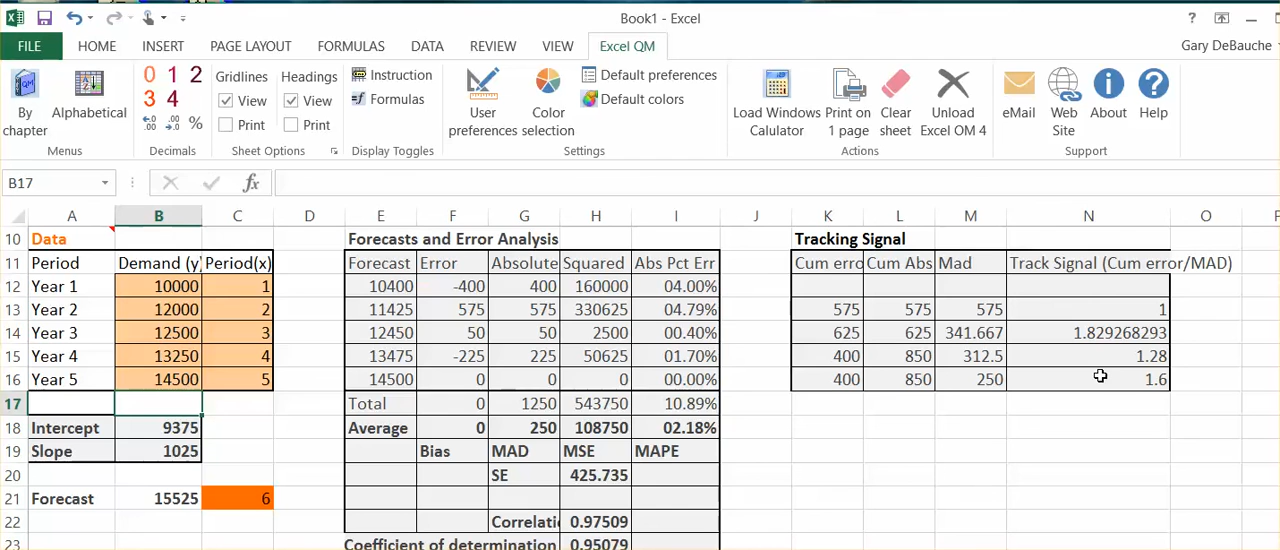 Book1 - Excel
FILE HOME INSERT PAGE LAYOUT FORMULAS DATA REVIEW VIEW Excel QM Gary DeBauche
By chapter
Alphabetical
Menus
0 1 2
3 4
%
Decimals
Gridlines Headings
View View
Print Print
Sheet Options
Instruction
Formulas
Display Toggles
User preferences
Color selection
Default preferences
Default colors
Settings
Load Windows Calulator
Print on 1 page
Clear sheet
Unload Excel OM 4
Actions
eMail
Web Site
About
Help
Support
B17 fx
A B C D E F G H I J K L M N O
10 Data Forecasts and Error Analysis Tracking Signal
11 Period Demand (y) Period(x) Forecast Error Absolute Squared Abs Pct Err Cum erro Cum Abs Mad Track Signal (Cum error/MAD)
12 Year 1 10000 1 10400 -400 400 160000 04.00%
13 Year 2 12000 2 11425 575 575 330625 04.79% 575 575 575 1
14 Year 3 12500 3 12450 50 50 2500 00.40% 625 625 341.667 1.829268293
15 Year 4 13250 4 13475 -225 225 50625 01.70% 400 850 312.5 1.28
16 Year 5 14500 5 14500 0 0 0 00.00% 400 850 250 1.6
17 Total 0 1250 543750 10.89%
18 Intercept 9375 Average 0 250 108750 02.18%
19 Slope 1025 Bias MAD MSE MAPE
20 SE 425.735
21 Forecast 15525 6
22 Correlatio 0.97509
23 Coefficient of determination 0.95079